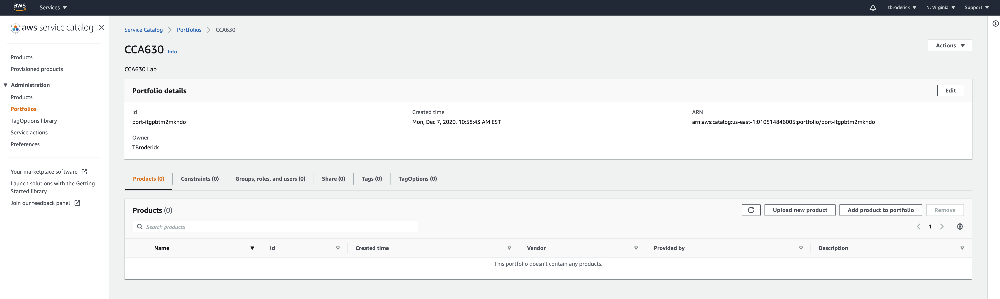 aws
Services
tbroderick
N. Virginia
Support
aws service catalog
Products
Provisioned products
Administration
Products
Portfolios
TagOptions library
Service actions
Preferences
Your marketplace software
Launch solutions with the Getting
Started library
Join our feedback panel
Service Catalog > Portfolios > CCA630
CCA630 Info
Actions
CCA630 Lab
Portfolio details
Edit
Id
port-itgpbtm2mkndo
Created time
Mon, Dec 7, 2020, 10:58:43 AM EST
ARN
arn:aws:catalog:us-east-1:010514846005:portfolio/port-itgpbtm2mkndo
Owner
TBroderick
Products (0)
Constraints (0)
Groups, roles, and users (0)
Share (0)
Tags (0)
TagOptions (0)
Products (0)
Upload new product
Add product to portfolio
Remove
Search products
1
Name
Id
Created time
Vendor
Provided by
Description
This portfolio doesn't contain any products.